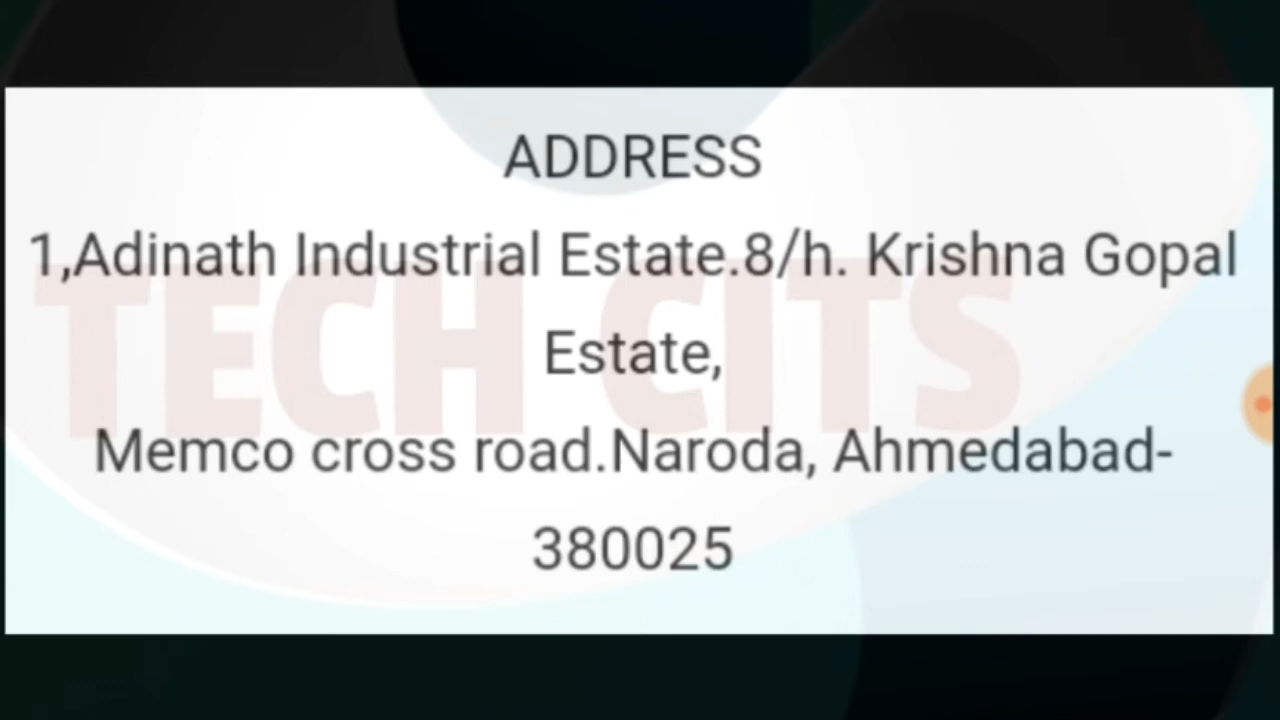 ADDRESS
1,Adinath Industrial Estate.8/h. Krishna Gopal
Estate,
Memco cross road.Naroda, Ahmedabad-
380025
TECH CITS